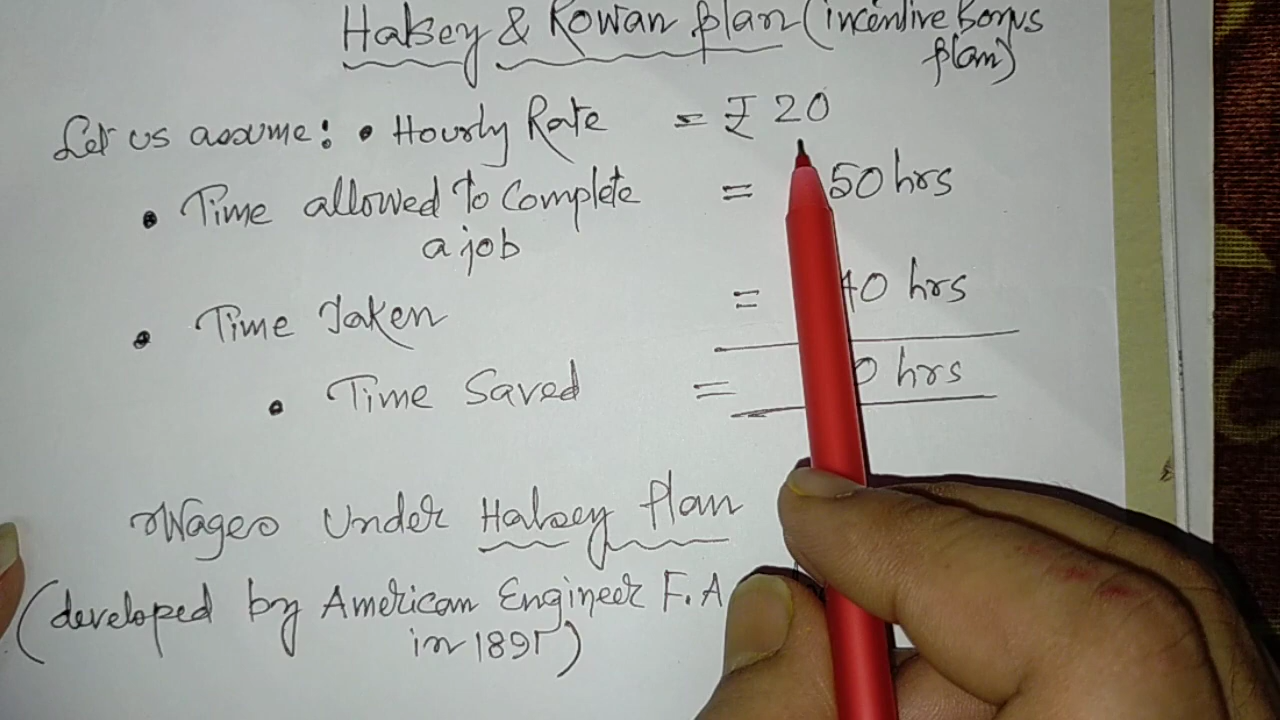 Halsey & Rowan plan (incentive Bonus
plan)
Let us assume: • Hourly Rate = ₹ 20
• Time allowed to Complete = 50 hrs
a job
• Time Taken = 40 hrs
• Time Saved = 0 hrs
Wages Under Halsey Plan
(developed by American Engineer F.A
in 1891)